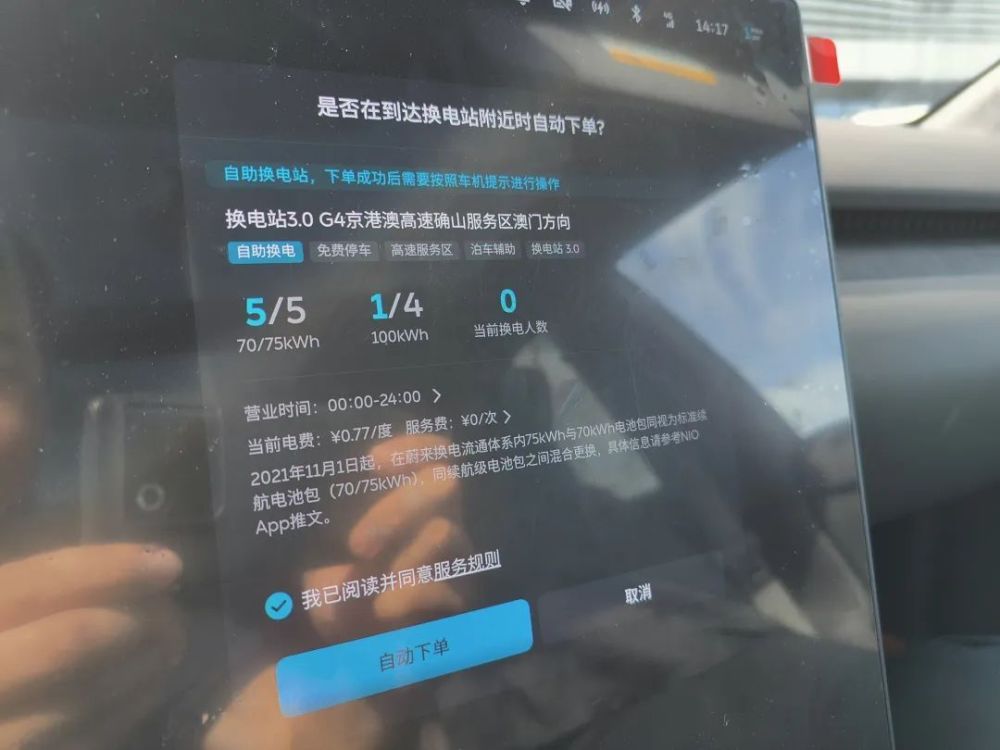 14:17
是否在到达换电站附近时自动下单?
自助换电站，下单成功后需要按照车机提示进行操作
换电站3.0 G4京港澳高速确山服务区澳门方向
自助换电 免费停车 高速服务区 泊车辅助 换电站 3.0
5/5 1/4 0
70/75kWh 100kWh 当前换电人数
营业时间：00:00-24:00 >
当前电费：¥0.77/度 服务费：¥0/次 >
2021年11月1日起，在蔚来换电流通体系内75kWh与70kWh电池包同视为标准续
航电池包（70/75kWh），同续航级电池包之间混合更换，具体信息请参考NIO
App推文。
我已阅读并同意服务规则
自动下单 取消